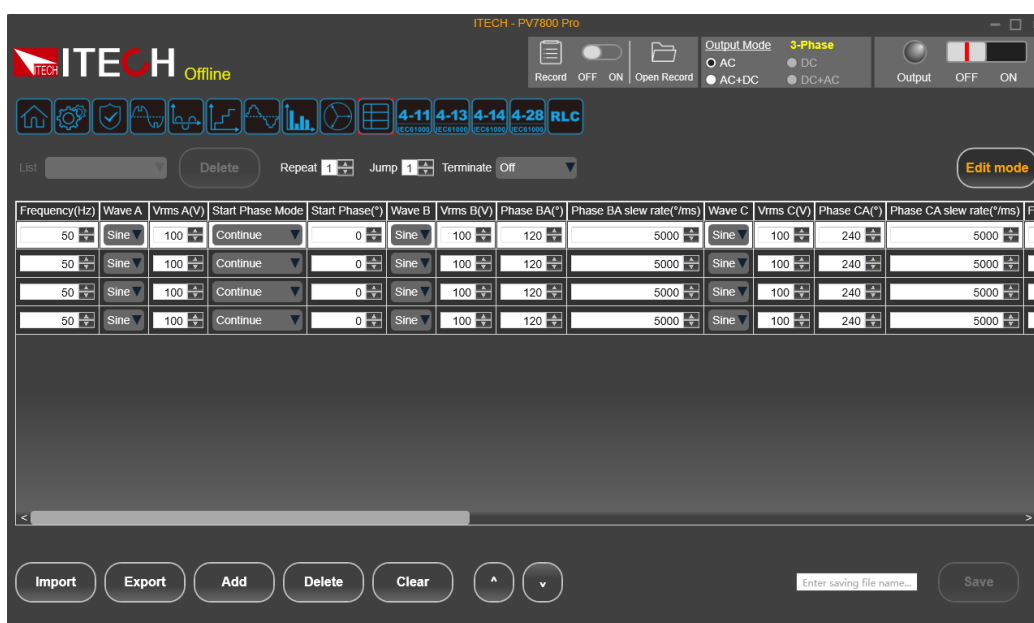 ITECH - PV7800 Pro
ITECH ITECH Offline
Record OFF ON Open Record
Output Mode 3-Phase
AC DC
AC+DC DC+AC
Output OFF ON
4-11 IEC61000 4-13 IEC61000 4-14 IEC61000 4-28 IEC61000 RLC
List Delete Repeat 1 Jump 1 Terminate Off Edit mode
Frequency(Hz) Wave A Vrms A(V) Start Phase Mode Start Phase(°) Wave B Vrms B(V) Phase BA(°) Phase BA slew rate(°/ms) Wave C Vrms C(V) Phase CA(°) Phase CA slew rate(°/ms) F
50 Sine 100 Continue 0 Sine 100 120 5000 Sine 100 240 5000
50 Sine 100 Continue 0 Sine 100 120 5000 Sine 100 240 5000
50 Sine 100 Continue 0 Sine 100 120 5000 Sine 100 240 5000
50 Sine 100 Continue 0 Sine 100 120 5000 Sine 100 240 5000
Import Export Add Delete Clear ^ v Enter saving file name... Save